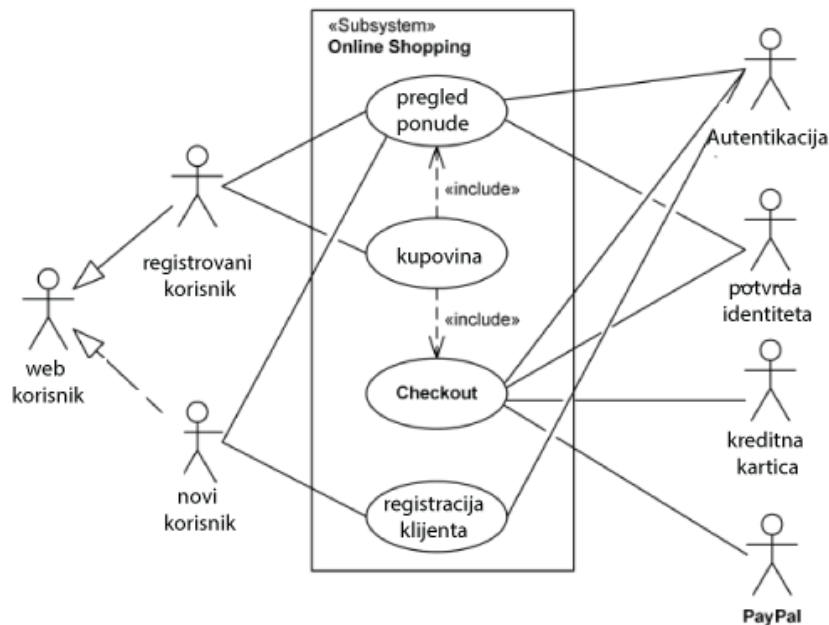 «Subsystem»
Online Shopping
pregled
ponude
Autentikacija
«include»
registrovani
korisnik
kupovina
potvrda
identiteta
«include»
web
korisnik
Checkout
kreditna
kartica
novi
korisnik
registracija
klijenta
PayPal